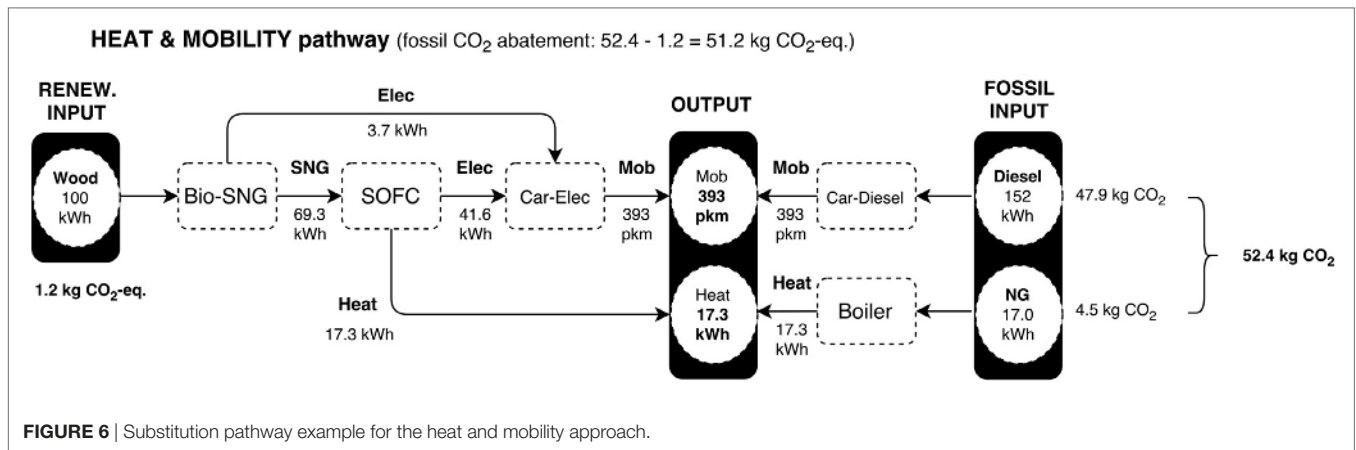 HEAT & MOBILITY pathway (fossil CO₂ abatement: 52.4 - 1.2 = 51.2 kg CO₂-eq.)
RENEW.
INPUT
Wood
100
kWh
1.2 kg CO₂-eq.
Bio-SNG
Elec
3.7 kWh
SNG
69.3
kWh
SOFC
Elec
41.6
kWh
Heat
17.3 kWh
Car-Elec
Mob
393
pkm
OUTPUT
Mob
393
pkm
Heat
17.3
kWh
Mob
393
pkm
Car-Diesel
Heat
17.3
kWh
Boiler
FOSSIL
INPUT
Diesel
152
kWh
NG
17.0
kWh
47.9 kg CO₂
4.5 kg CO₂
52.4 kg CO₂
FIGURE 6 | Substitution pathway example for the heat and mobility approach.